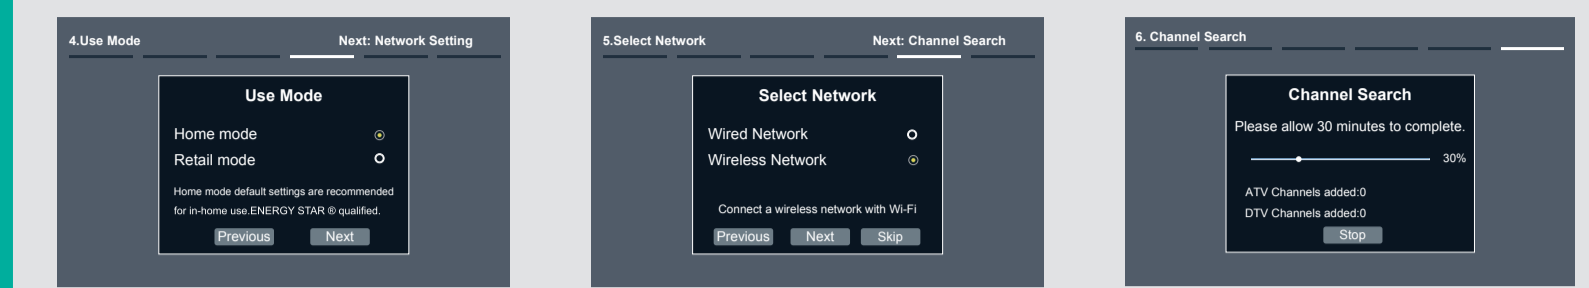 4.Use Mode
Next: Network Setting
Use Mode
Home mode
Retail mode
Home mode default settings are recommended
for in-home use.ENERGY STAR ® qualified.
Previous
Next
5.Select Network
Next: Channel Search
Select Network
Wired Network
Wireless Network
Connect a wireless network with Wi-Fi
Previous
Next
Skip
6. Channel Search
Channel Search
Please allow 30 minutes to complete.
30%
ATV Channels added:0
DTV Channels added:0
Stop